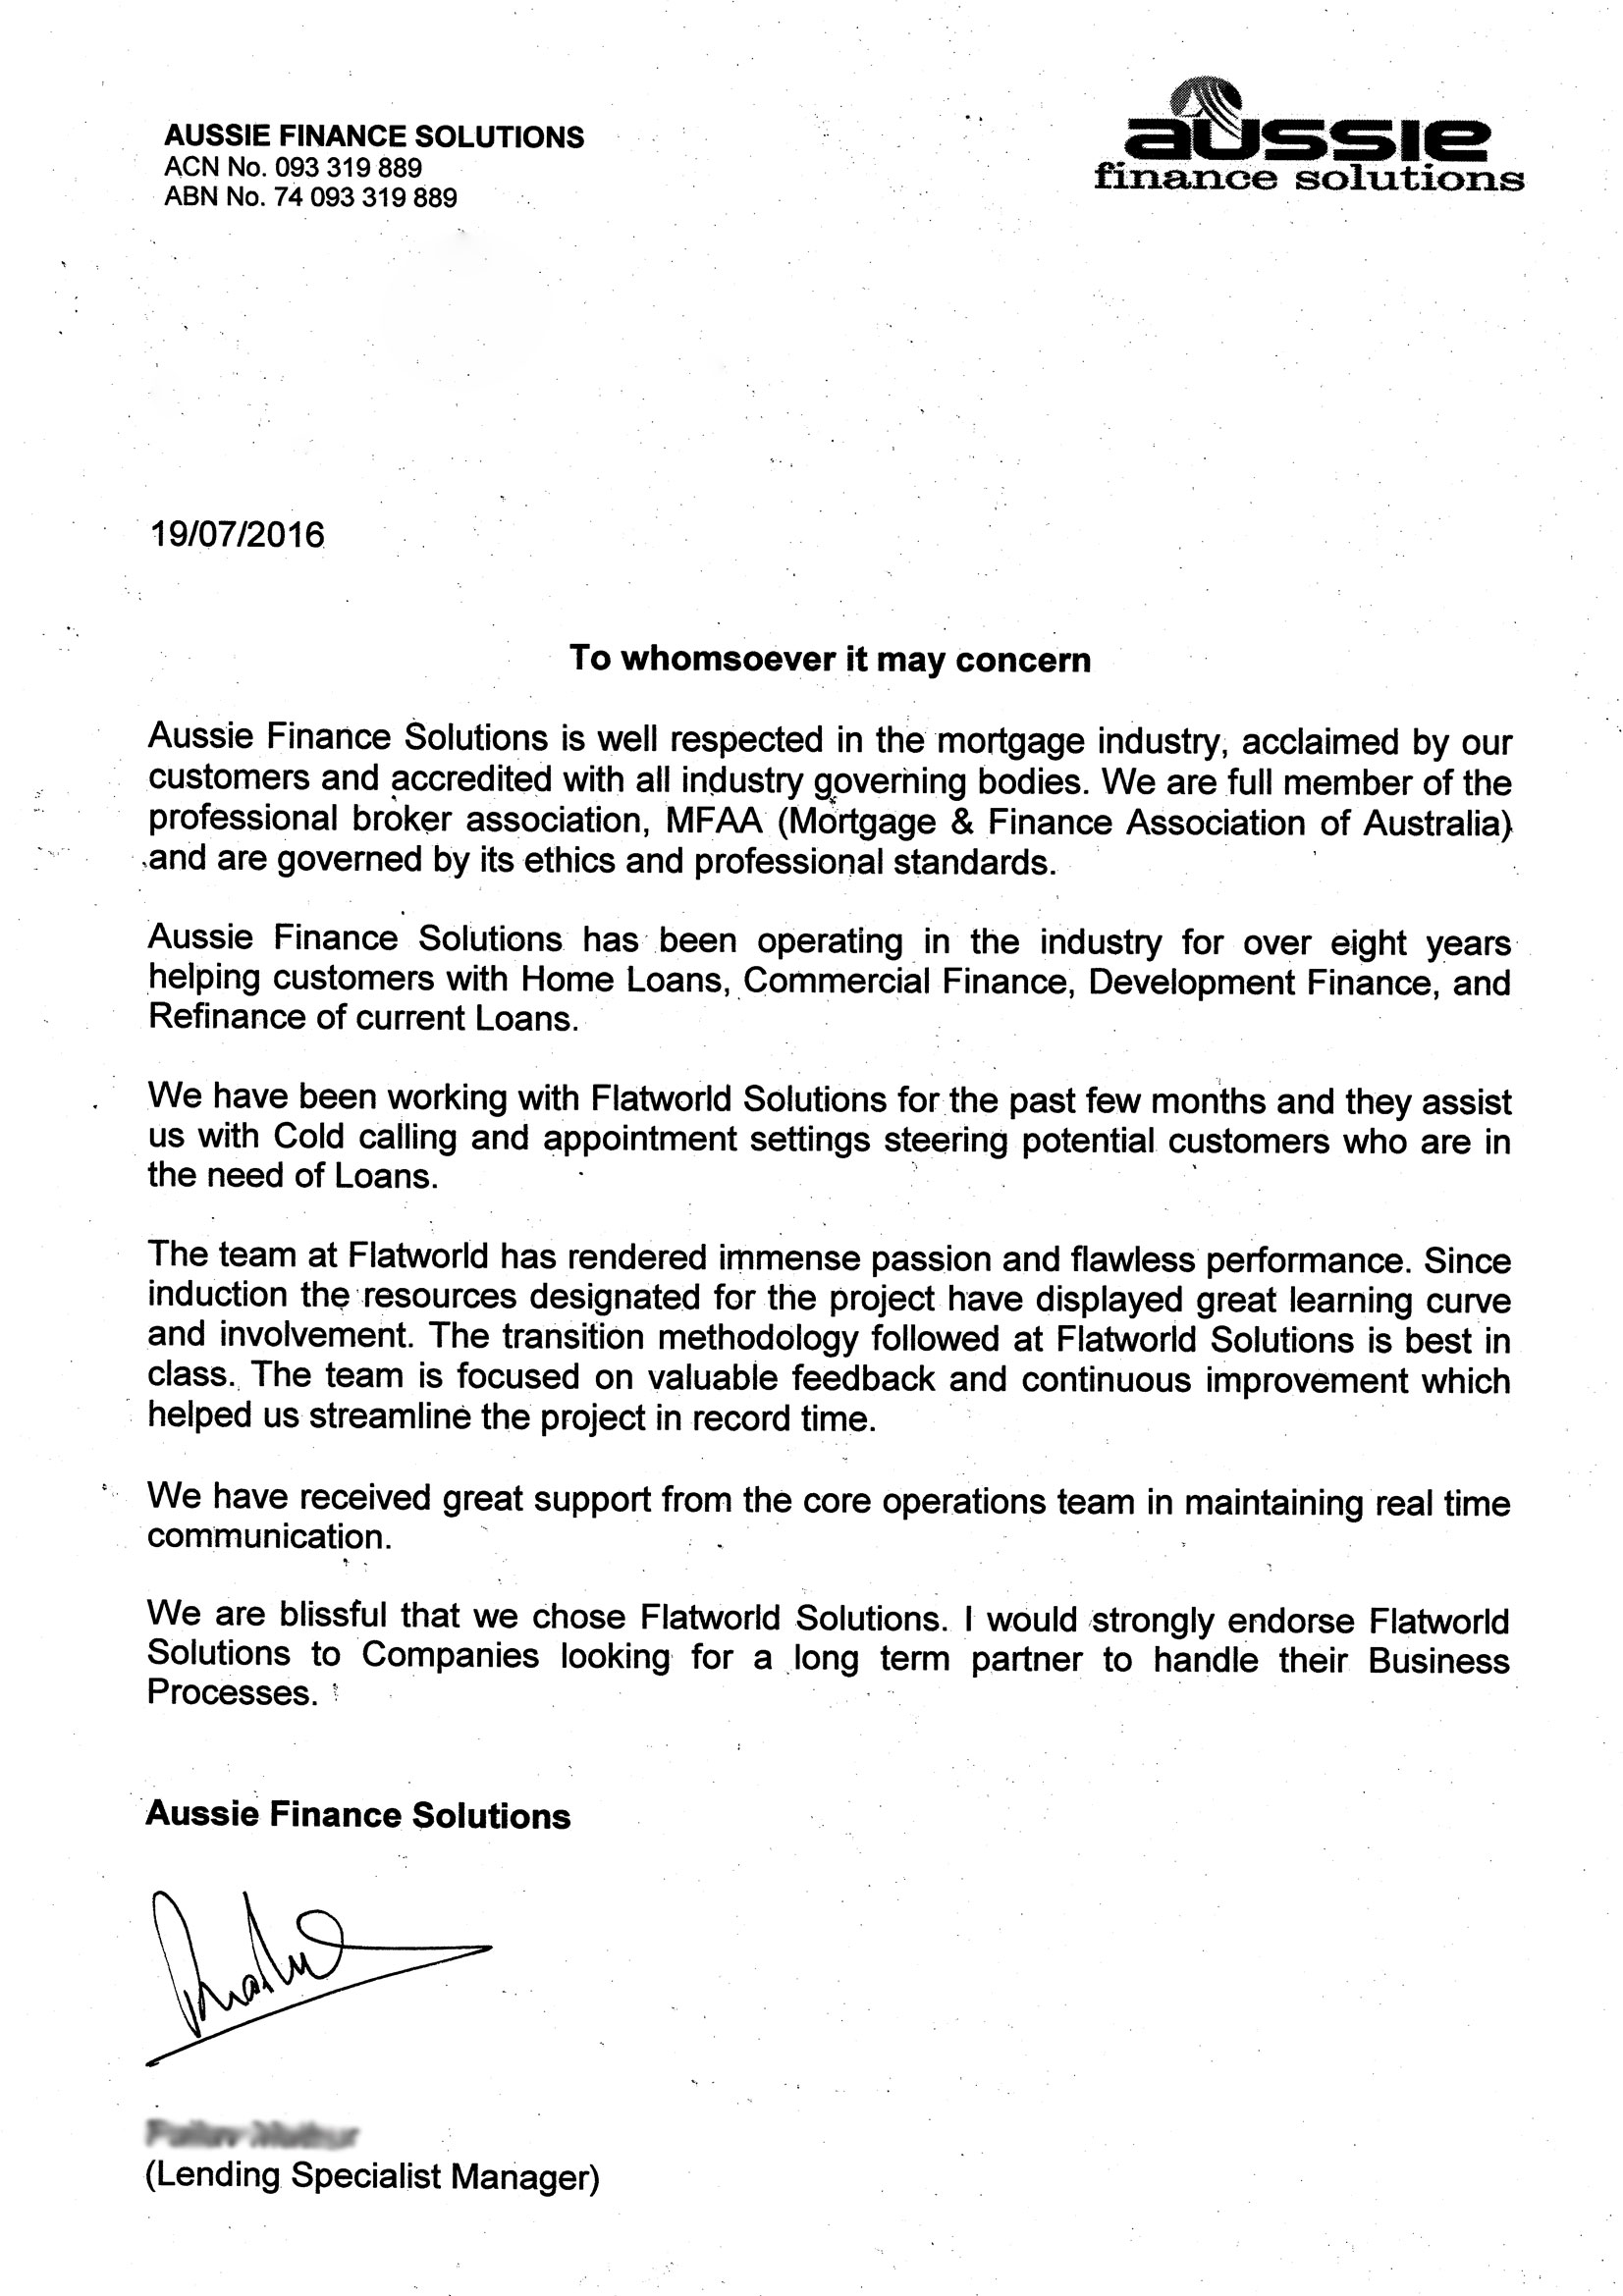 AUSSIE FINANCE SOLUTIONS
ACN No. 093 319 889
ABN No. 74 093 319 889
aussie
finance solutions
19/07/2016
To whomsoever it may concern
Aussie Finance Solutions is well respected in the mortgage industry, acclaimed by our
customers and accredited with all industry governing bodies. We are full member of the
professional broker association, MFAA (Mortgage & Finance Association of Australia)
and are governed by its ethics and professional standards.
Aussie Finance Solutions has been operating in the industry for over eight years
helping customers with Home Loans, Commercial Finance, Development Finance, and
Refinance of current Loans.
We have been working with Flatworld Solutions for the past few months and they assist
us with Cold calling and appointment settings steering potential customers who are in
the need of Loans.
The team at Flatworld has rendered immense passion and flawless performance. Since
induction the resources designated for the project have displayed great learning curve
and involvement. The transition methodology followed at Flatworld Solutions is best in
class. The team is focused on valuable feedback and continuous improvement which
helped us streamline the project in record time.
We have received great support from the core operations team in maintaining real time
communication.
We are blissful that we chose Flatworld Solutions. I would strongly endorse Flatworld
Solutions to Companies looking for a long term partner to handle their Business
Processes.
Aussie Finance Solutions
(Lending Specialist Manager)